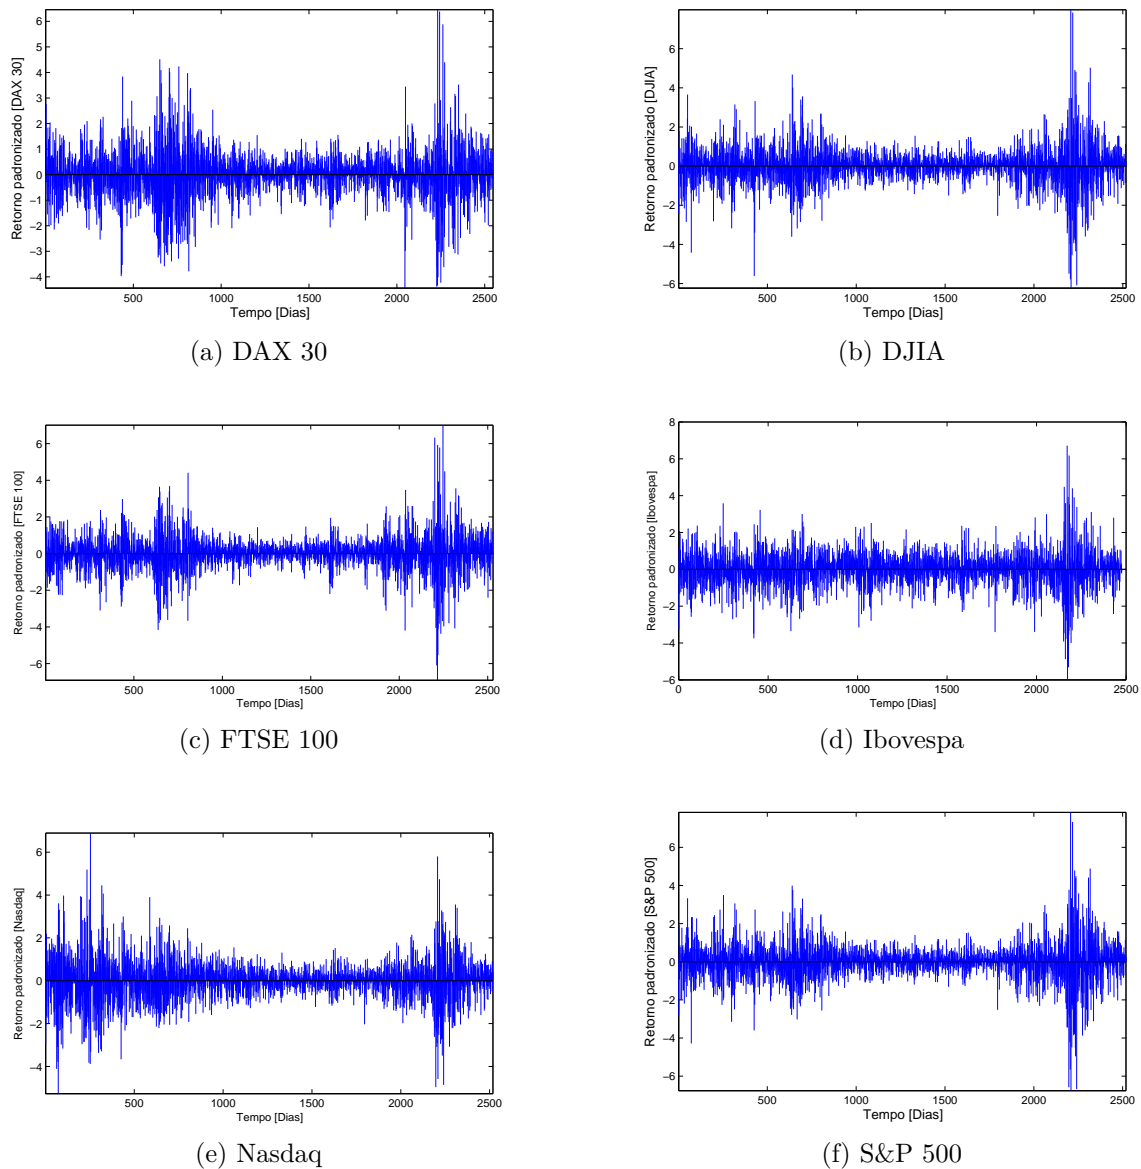 6
5
4
3
2
1
0
−1
−2
−3
−4
Retorno padronizado [DAX 30]
500 1000 1500 2000 2500
Tempo [Dias]
(a) DAX 30
6
4
2
0
−2
−4
−6
Retorno padronizado [DJIA]
500 1000 1500 2000 2500
Tempo [Dias]
(b) DJIA
6
4
2
0
−2
−4
−6
Retorno padronizado [FTSE 100]
500 1000 1500 2000 2500
Tempo [Dias]
(c) FTSE 100
8
6
4
2
0
−2
−4
−6
Retorno padronizado [Ibovespa]
0 500 1000 1500 2000 2500
Tempo [Dias]
(d) Ibovespa
6
4
2
0
−2
−4
Retorno padronizado [Nasdaq]
500 1000 1500 2000 2500
Tempo [Dias]
(e) Nasdaq
6
4
2
0
−2
−4
−6
Retorno padronizado [S&P 500]
500 1000 1500 2000 2500
Tempo [Dias]
(f) S&P 500